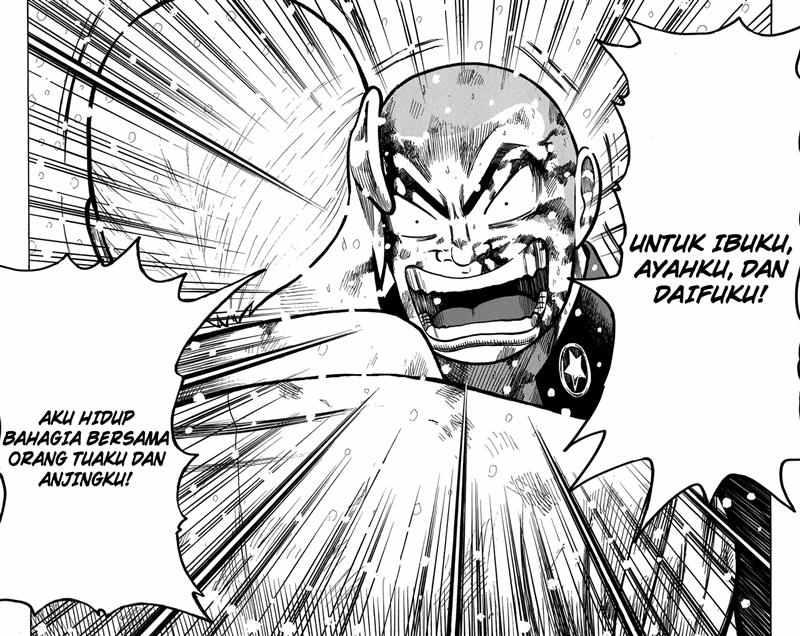 UNTUK IBUKU,
AYAHKU, DAN
DAIFUKU!
AKU HIDUP
BAHAGIA BERSAMA
ORANG TUAKU DAN
ANJINGKU!